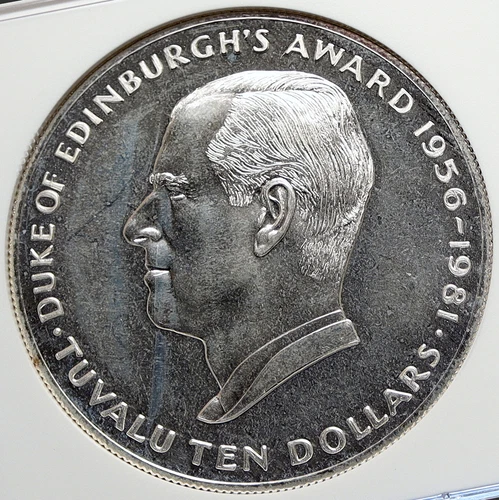 DUKE OF EDINBURGH'S AWARD 1956-1981
· TUVALU TEN DOLLARS ·